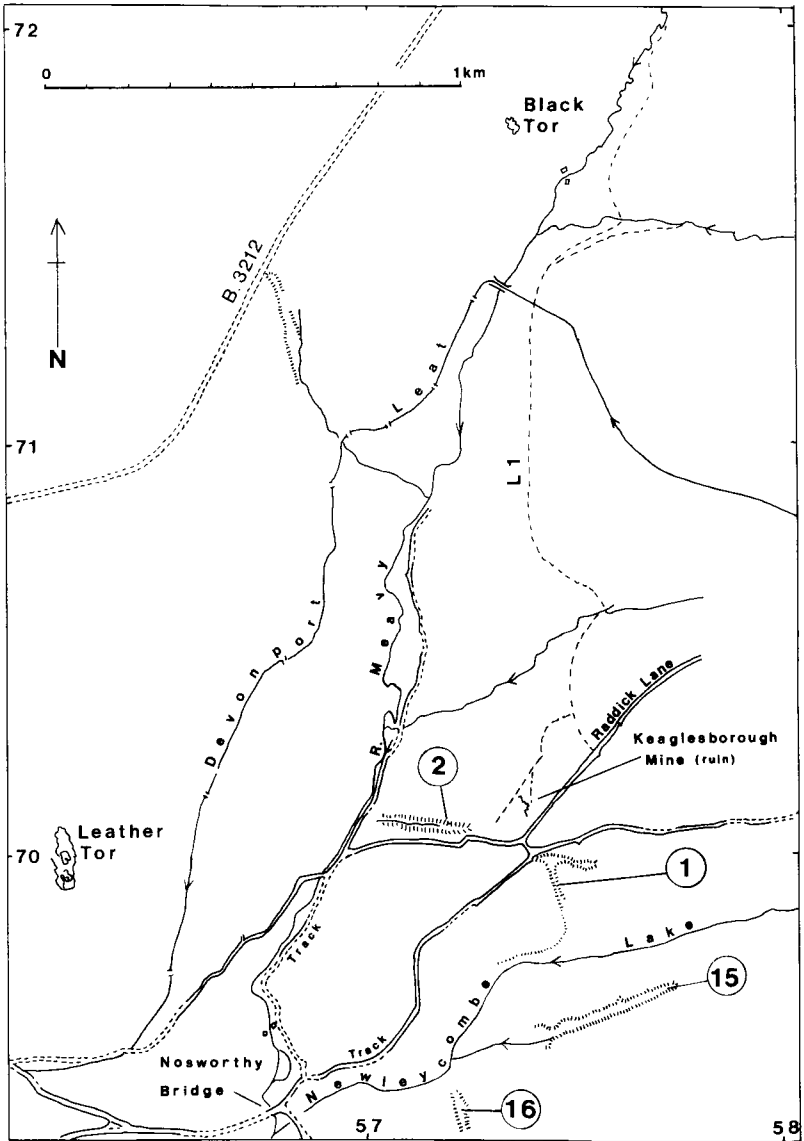 72
0 1km
Black
Tor
B.3212
N
Leat
71
L1
R. Meavy
Devonport
Raddick Lane
Keaglesborough
Mine (ruin)
2
Leather
Tor
70
1
Track
Lake
15
Newleycombe
Track
Nosworthy
Bridge
16
57
58